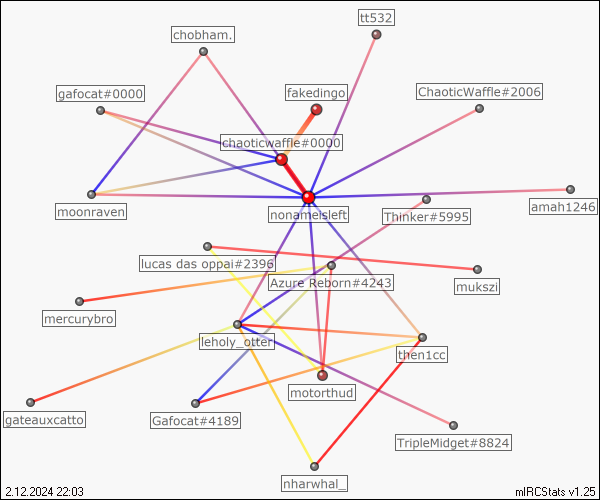 tt532
chobham.
gafocat#0000
fakedingo
ChaoticWaffle#2006
chaoticwaffle#0000
moonraven
nonameisleft
Thinker#5995
amah1246
lucas das oppai#2396
Azure Reborn#4243
mukszi
mercurybro
leholy_otter
then1cc
gateauxcatto
Gafocat#4189
motorthud
TripleMidget#8824
nharwhal_
2.12.2024 22:03
mIRCStats v1.25